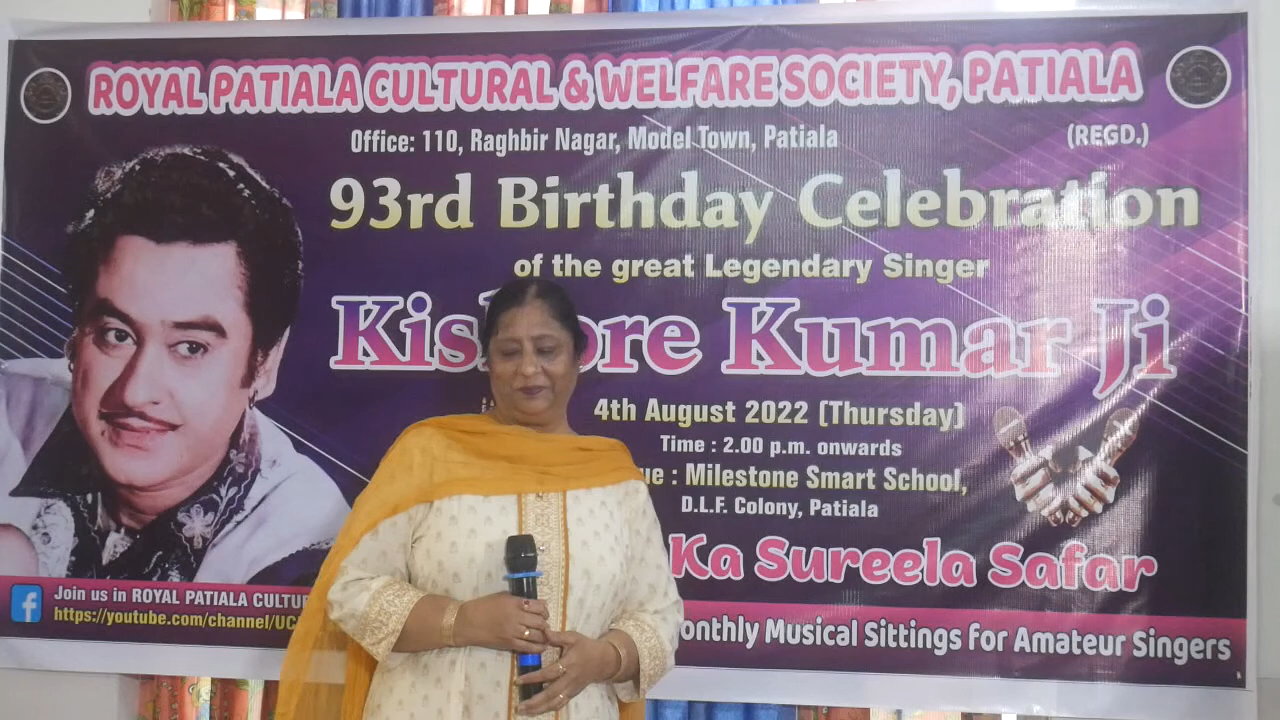 ROYAL PATIALA CULTURAL & WELFARE SOCIETY, PATIALA
Office: 110, Raghbir Nagar, Model Town, Patiala (REGD.)
93rd Birthday Celebration
of the great Legendary Singer
Kishore Kumar Ji
4th August 2022 (Thursday)
Time : 2.00 p.m. onwards
ue : Milestone Smart School,
D.L.F. Colony, Patiala
Ka Sureela Safar
Join us in ROYAL PATIALA CULTU
https://youtube.com/channel/UC
onthly Musical Sittings for Amateur Singers